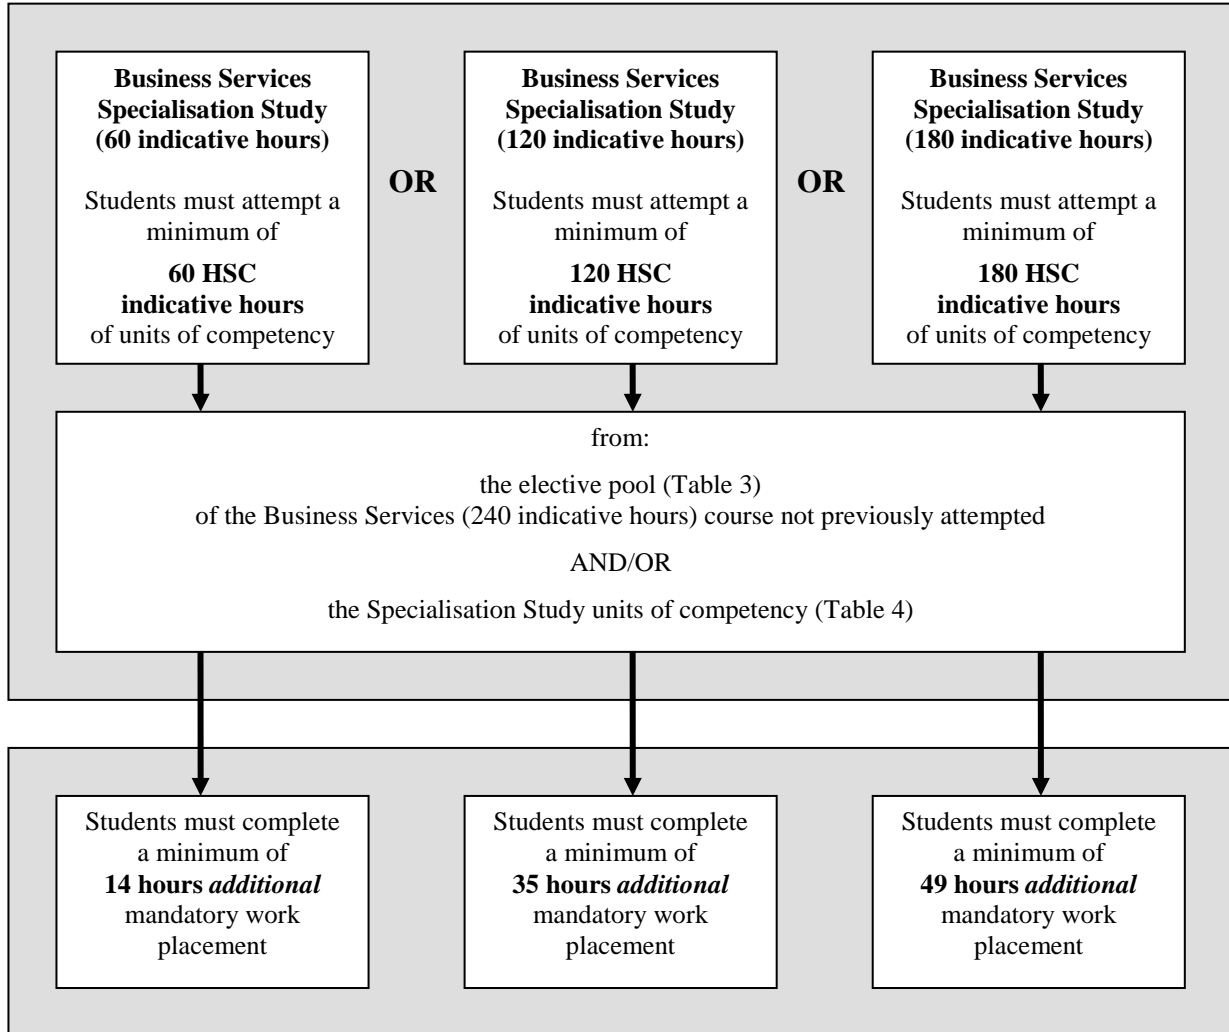 Business Services
Specialisation Study
(60 indicative hours)
Students must attempt a
minimum of
60 HSC
indicative hours
of units of competency
OR
Business Services
Specialisation Study
(120 indicative hours)
Students must attempt a
minimum of
120 HSC
indicative hours
of units of competency
OR
Business Services
Specialisation Study
(180 indicative hours)
Students must attempt a
minimum of
180 HSC
indicative hours
of units of competency
from:
the elective pool (Table 3)
of the Business Services (240 indicative hours) course not previously attempted
AND/OR
the Specialisation Study units of competency (Table 4)
Students must complete
a minimum of
14 hours additional
mandatory work
placement
Students must complete
a minimum of
35 hours additional
mandatory work
placement
Students must complete
a minimum of
49 hours additional
mandatory work
placement